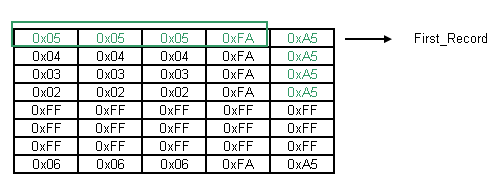 0x05 0x05 0x05 0xFA 0xA5 First_Record
0x04 0x04 0x04 0xFA 0xA5
0x03 0x03 0x03 0xFA 0xA5
0x02 0x02 0x02 0xFA 0xA5
0xFF 0xFF 0xFF 0xFF 0xFF
0xFF 0xFF 0xFF 0xFF 0xFF
0xFF 0xFF 0xFF 0xFF 0xFF
0x06 0x06 0x06 0xFA 0xA5